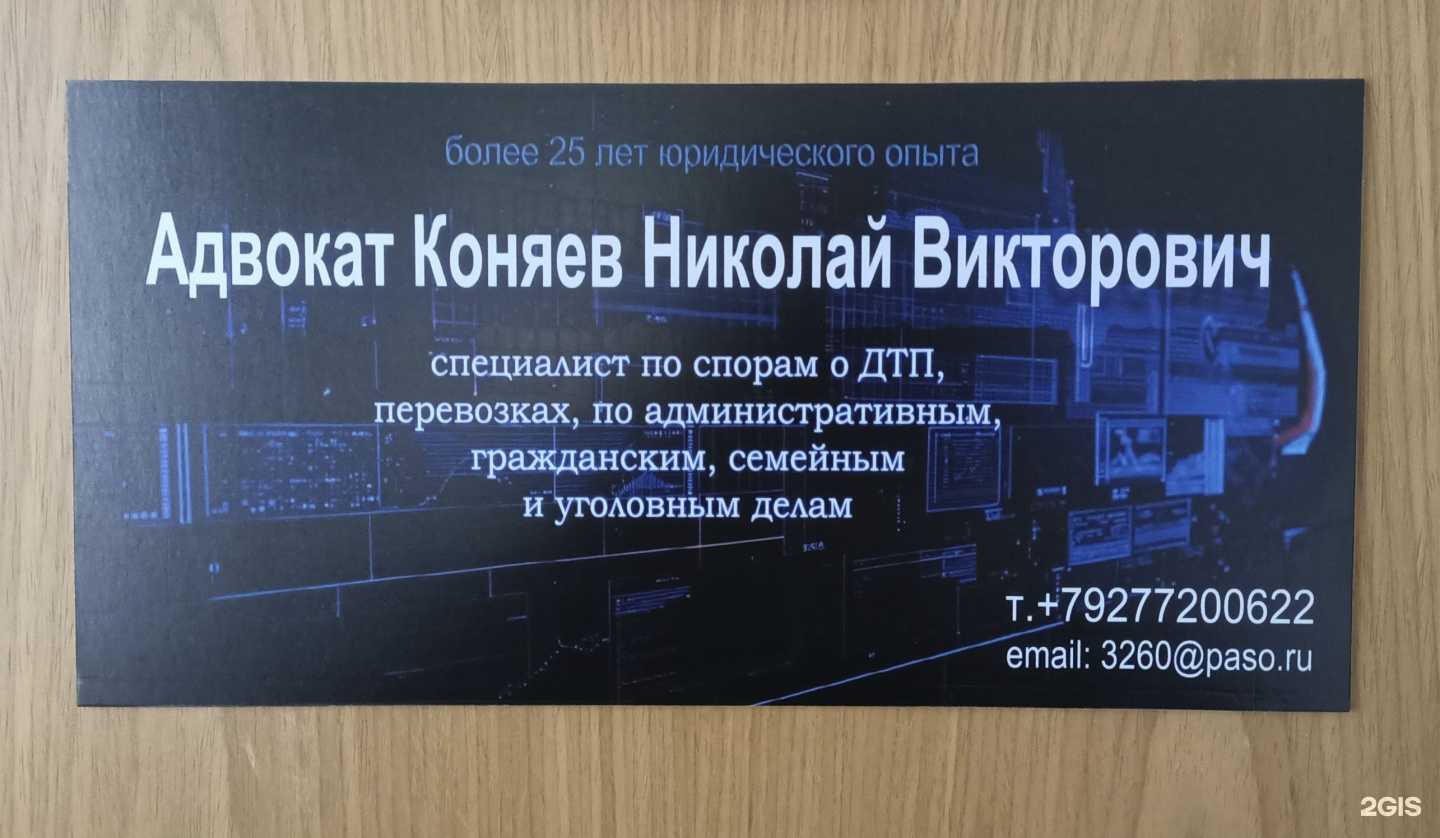 более 25 лет юридического опыта
Адвокат Коняев Николай Викторович
специалист по спорам о ДТП,
перевозках, по административным,
гражданским, семейным
и уголовным делам
т.+79277200622
email: 3260@paso.ru
2GIS